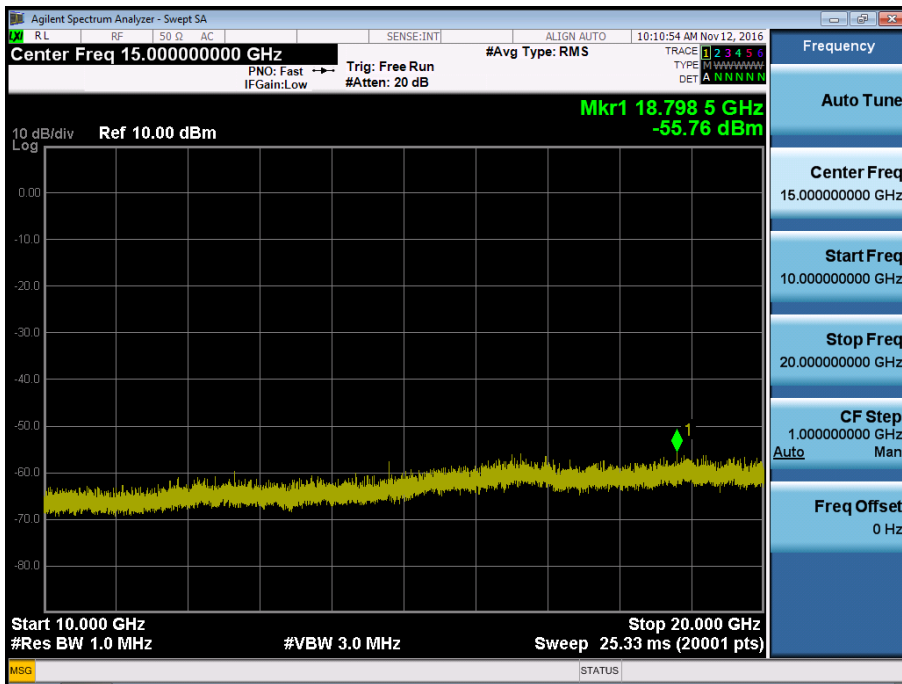 Agilent Spectrum Analyzer - Swept SA
LXI RL RF 50 Ω AC SENSE:INT ALIGN AUTO 10:10:54 AM Nov 12, 2016
Center Freq 15.000000000 GHz #Avg Type: RMS TRACE 1 2 3 4 5 6
PNO: Fast Trig: Free Run TYPE M WWWWW
IFGain:Low #Atten: 20 dB DET A N N N N N
Frequency
Mkr1 18.798 5 GHz
10 dB/div Ref 10.00 dBm -55.76 dBm
Log
0.00
-10.0
-20.0
-30.0
-40.0
-50.0
-60.0
-70.0
-80.0
1
Start 10.000 GHz Stop 20.000 GHz
#Res BW 1.0 MHz #VBW 3.0 MHz Sweep 25.33 ms (20001 pts)
MSG STATUS
Auto Tune
Center Freq
15.000000000 GHz
Start Freq
10.000000000 GHz
Stop Freq
20.000000000 GHz
CF Step
1.000000000 GHz
Auto Man
Freq Offset
0 Hz